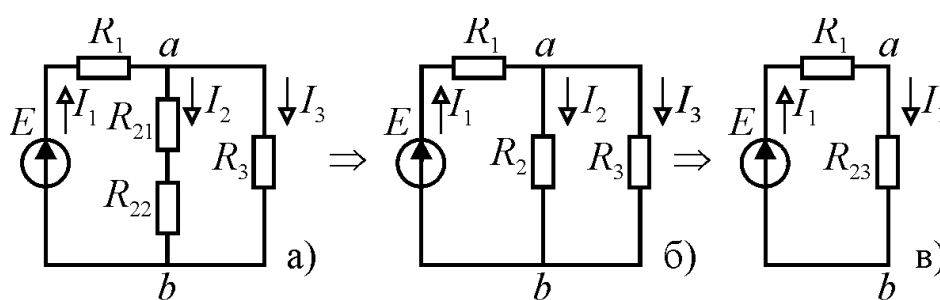 R₁ a
E I₁ R₂₁ I₂ I₃
R₂₂ R₃
b а)
⇒
R₁ a
E I₁ R₂ I₂ R₃ I₃
b б)
⇒
R₁ a
E I₁ R₂₃
b в)